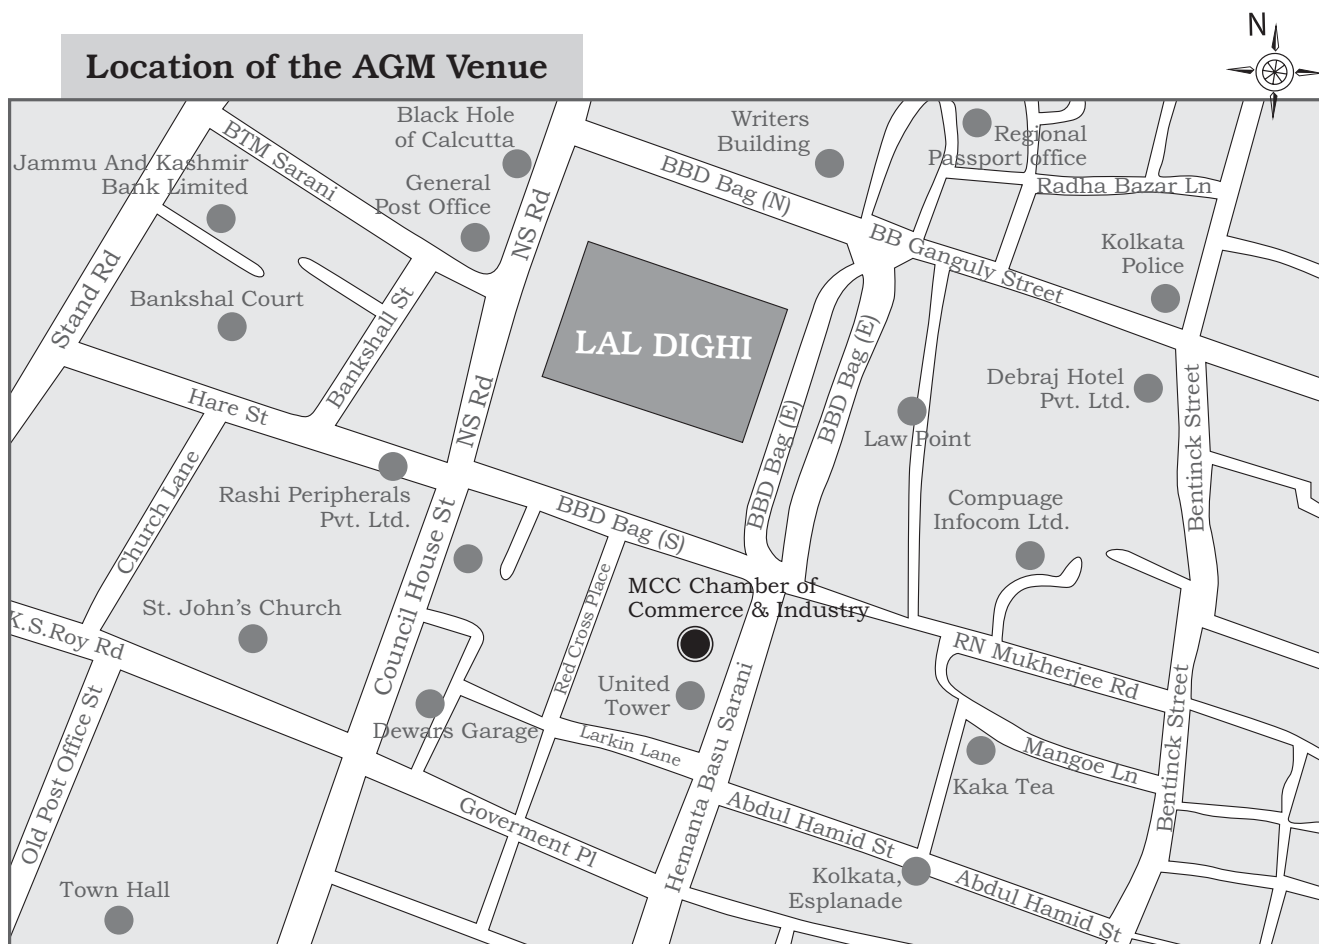 N
Location of the AGM Venue
Black Hole
of Calcutta
Writers
Building
Regional
Passport office
BTM Sarani
Jammu And Kashmir
Bank Limited
General
Post Office
BBD Bag (N)
Radha Bazar Ln
NS Rd
BB Ganguly Street
Kolkata
Police
Stand Rd
Bankshal Court
Bankshall St
LAL DIGHI
BBD Bag (E)
Debraj Hotel
Pvt. Ltd.
Hare St
NS Rd
BBD Bag (E)
Law Point
Bentinck Street
Church Lane
Rashi Peripherals
Pvt. Ltd.
BBD Bag (S)
Compuage
Infocom Ltd.
Council House St
Red Cross Place
MCC Chamber of
Commerce & Industry
St. John’s Church
K.S.Roy Rd
RN Mukherjee Rd
United
Tower
Old Post Office St
Dewars Garage
Larkin Lane
Hemanta Basu Sarani
Bentinck Street
Mangoe Ln
Kaka Tea
Goverment Pl
Abdul Hamid St
Kolkata,
Esplanade
Abdul Hamid St
Town Hall